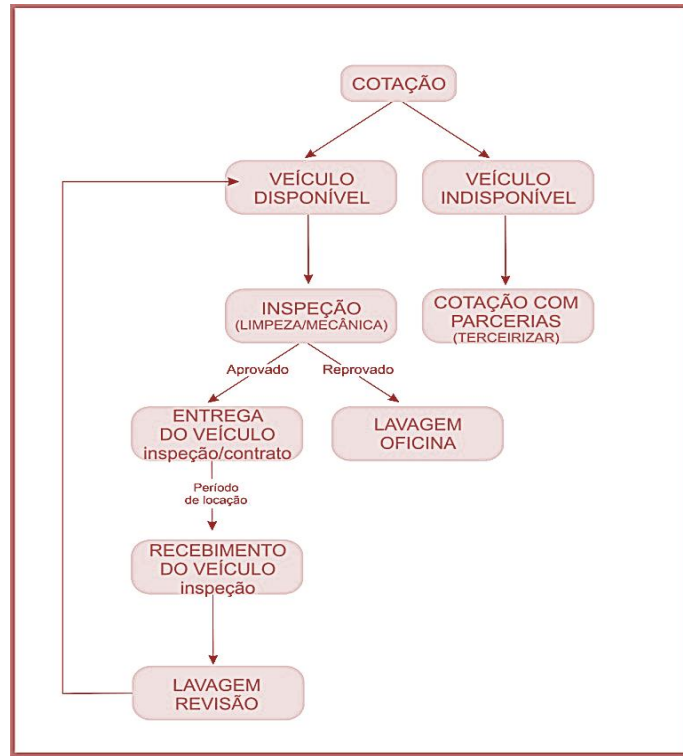 COTAÇÃO
VEÍCULO
DISPONÍVEL
VEÍCULO
INDISPONÍVEL
INSPEÇÃO
(LIMPEZA/MECÂNICA)
COTAÇÃO COM
PARCERIAS
(TERCEIRIZAR)
Aprovado
Reprovado
ENTREGA
DO VEÍCULO
inspeção/contrato
LAVAGEM
OFICINA
Período
de locação
RECEBIMENTO
DO VEÍCULO
inspeção
LAVAGEM
REVISÃO